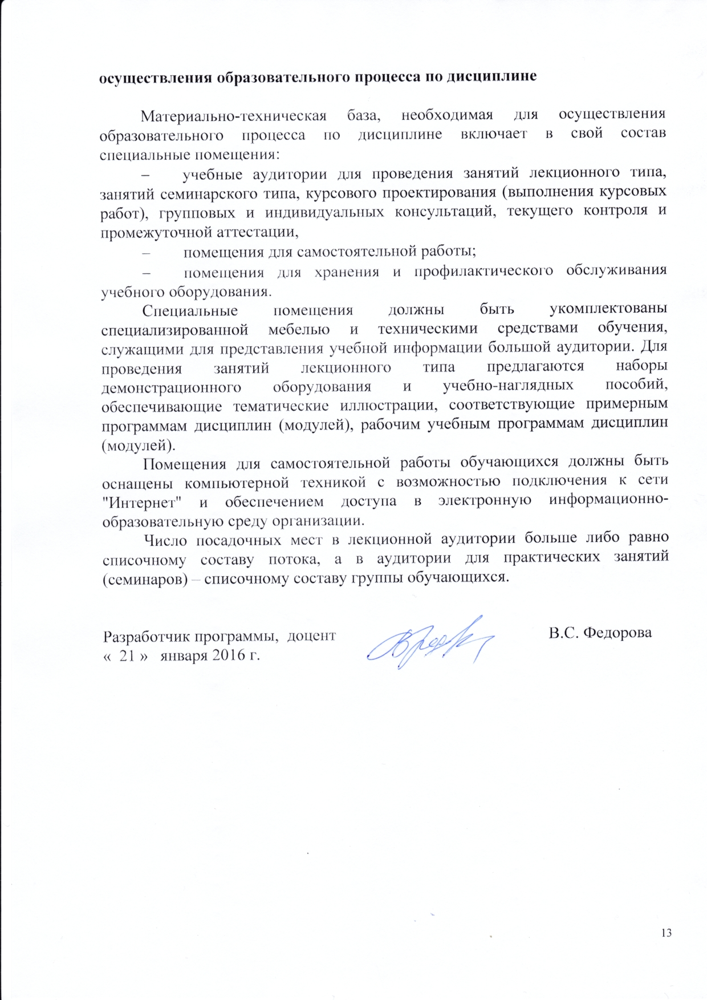 осуществления образовательного процесса по дисциплине
Материально-техническая база, необходимая для осуществления
образовательного процесса по дисциплине включает в свой состав
специальные помещения:
– учебные аудитории для проведения занятий лекционного типа,
занятий семинарского типа, курсового проектирования (выполнения курсовых
работ), групповых и индивидуальных консультаций, текущего контроля и
промежуточной аттестации,
– помещения для самостоятельной работы;
– помещения для хранения и профилактического обслуживания
учебного оборудования.
Специальные помещения должны быть укомплектованы
специализированной мебелью и техническими средствами обучения,
служащими для представления учебной информации большой аудитории. Для
проведения занятий лекционного типа предлагаются наборы
демонстрационного оборудования и учебно-наглядных пособий,
обеспечивающие тематические иллюстрации, соответствующие примерным
программам дисциплин (модулей), рабочим учебным программам дисциплин
(модулей).
Помещения для самостоятельной работы обучающихся должны быть
оснащены компьютерной техникой с возможностью подключения к сети
"Интернет" и обеспечением доступа в электронную информационно-
образовательную среду организации.
Число посадочных мест в лекционной аудитории больше либо равно
списочному составу потока, а в аудитории для практических занятий
(семинаров) – списочному составу группы обучающихся.
Разработчик программы, доцент В.С. Федорова
« 21 » января 2016 г.
13